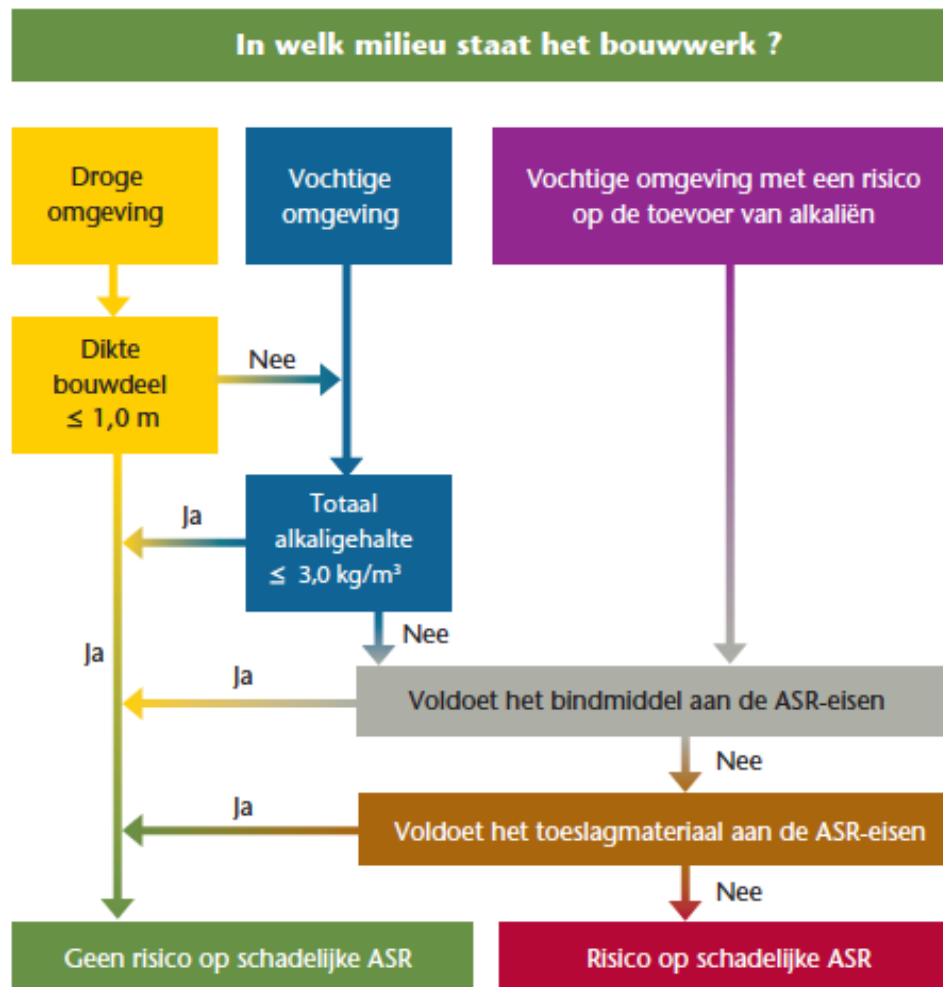 In welk milieu staat het bouwwerk ?
Droge
omgeving
Vochtige
omgeving
Vochtige omgeving met een risico
op de toevoer van alkaliën
Dikte
bouwdeel
≤ 1,0 m
Nee
Totaal
alkaligehalte
≤ 3,0 kg/m³
Ja
Nee
Ja
Ja
Voldoet het bindmiddel aan de ASR-eisen
Nee
Ja
Voldoet het toeslagmateriaal aan de ASR-eisen
Nee
Geen risico op schadelijke ASR
Risico op schadelijke ASR